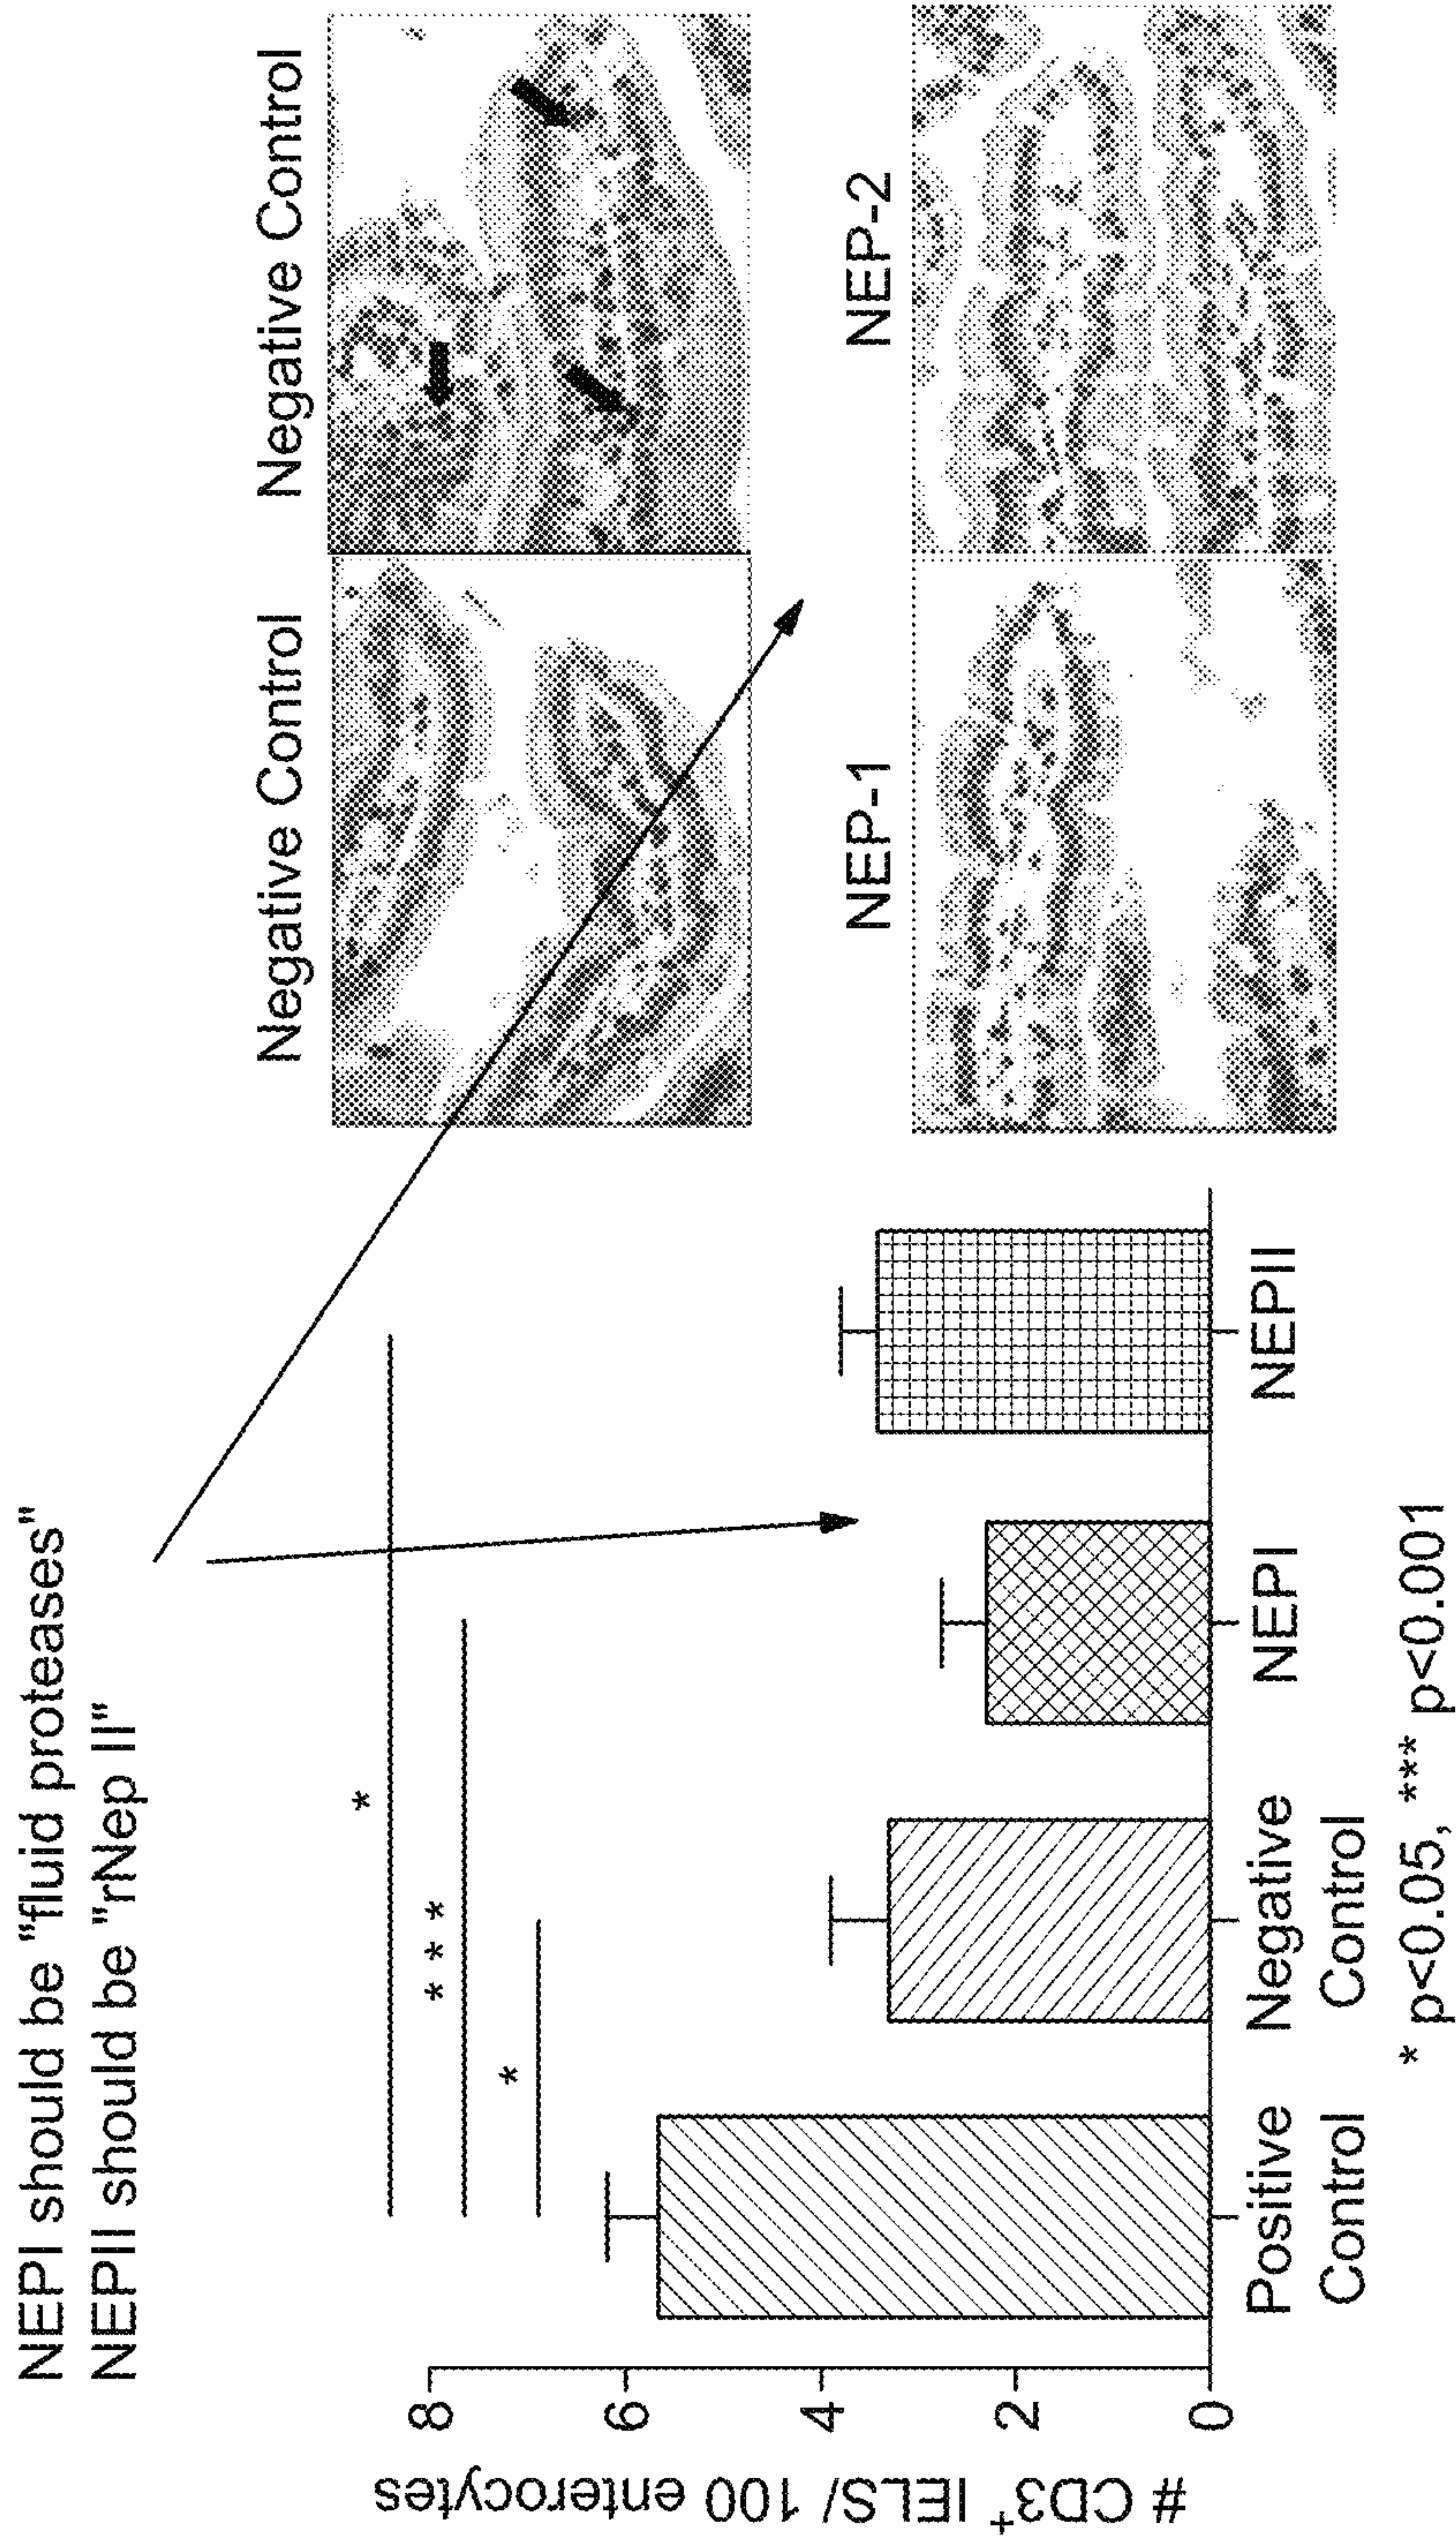 NEPI should be "fluid proteases"
NEPII should be "rNep II"
# CD3+ IELS/ 100 enterocytes
8
6
4
2
0
*
* * *
*
Positive
Control
Negative
Control
NEPI
NEPII
* p<0.05, *** p<0.001
Negative Control
Negative Control
NEP-1
NEP-2